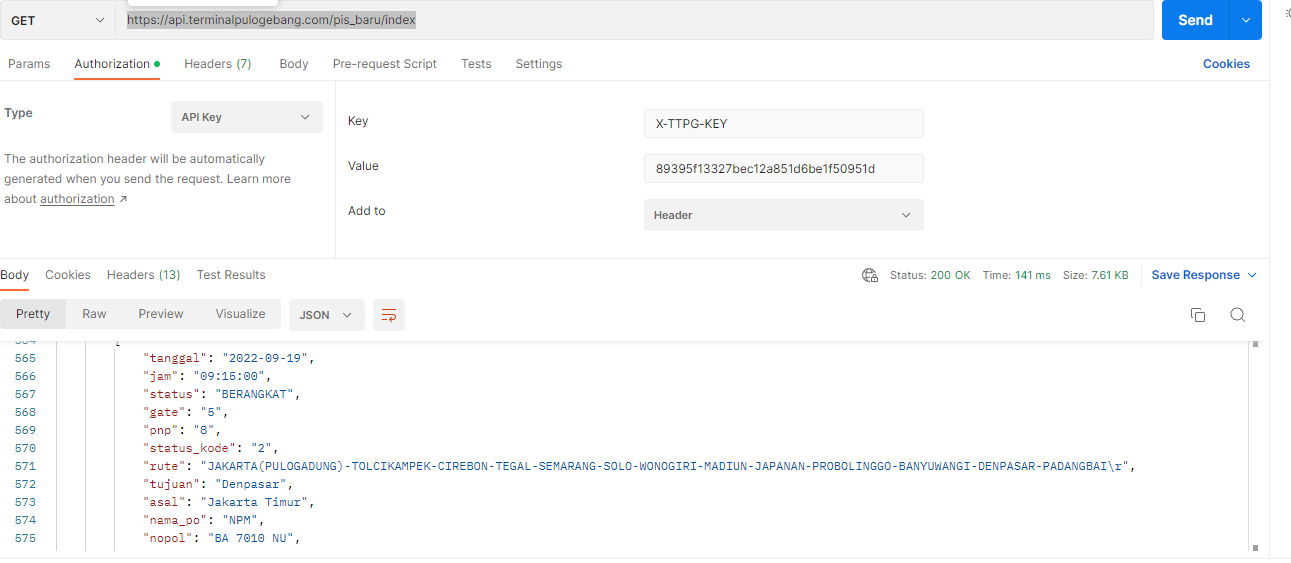 GET https://api.terminalpulogebang.com/pis_baru/index Send
Params Authorization Headers (7) Body Pre-request Script Tests Settings Cookies
Type API Key
The authorization header will be automatically
generated when you send the request. Learn more
about authorization ↗
Key X-TTPG-KEY
Value 89395f13327bec12a851d6be1f50951d
Add to Header
Body Cookies Headers (13) Test Results Status: 200 OK Time: 141 ms Size: 7.61 KB Save Response
Pretty Raw Preview Visualize JSON
565 "tanggal": "2022-09-19",
566 "jam": "09:15:00",
567 "status": "BERANGKAT",
568 "gate": "5",
569 "pnp": "8",
570 "status_kode": "2",
571 "rute": "JAKARTA(PULOGADUNG)-TOLCIKAMPEK-CIREBON-TEGAL-SEMARANG-SOLO-WONOGIRI-MADIUN-JAPANAN-PROBOLINGGO-BANYUWANGI-DENPASAR-PADANGBAI\r",
572 "tujuan": "Denpasar",
573 "asal": "Jakarta Timur",
574 "nama_po": "NPM",
575 "nopol": "BA 7010 NU",